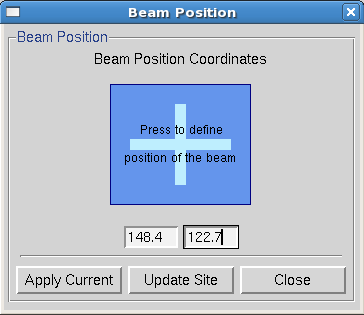 Beam Position
Beam Position
Beam Position Coordinates
Press to define
position of the beam
148.4 122.7
Apply Current Update Site Close